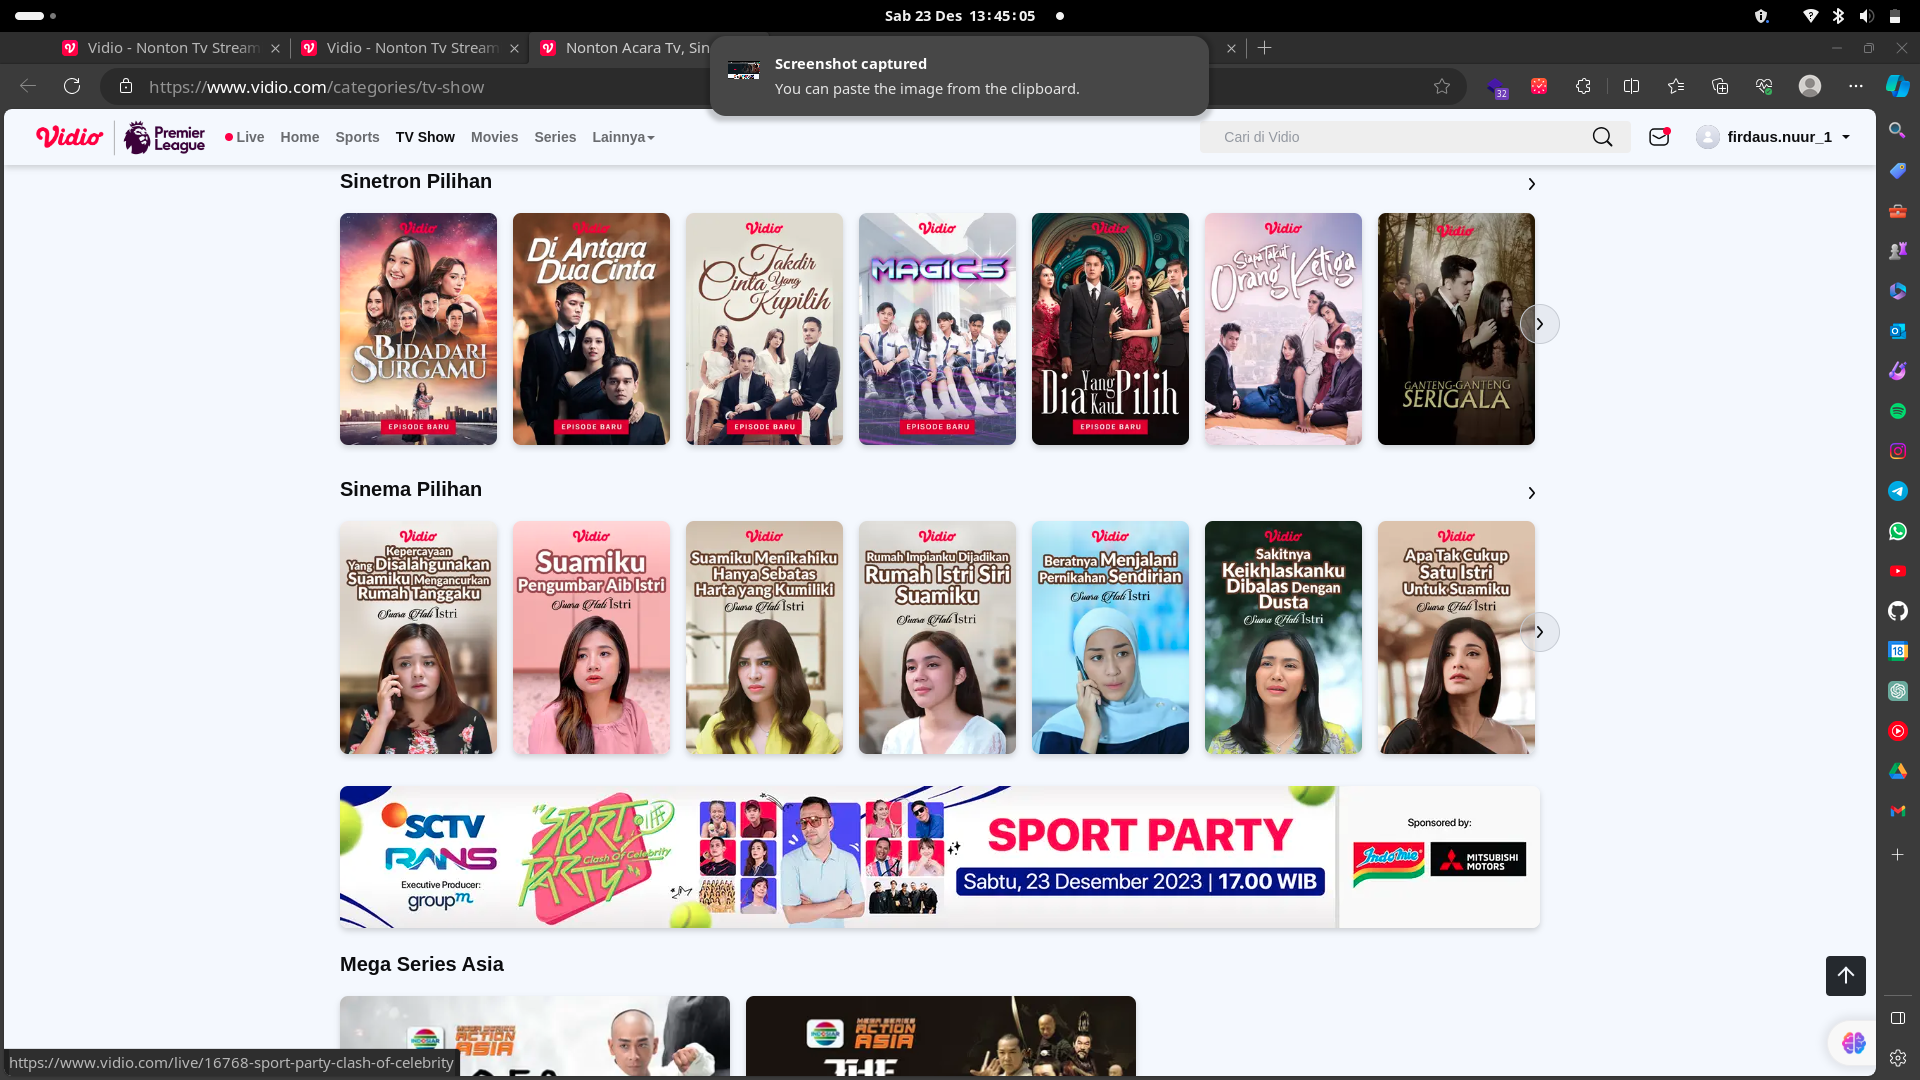 Sab 23 Des 13:45:05
Vidio - Nonton Tv Stream
Vidio - Nonton Tv Stream
Nonton Acara Tv, Sin
Screenshot captured
You can paste the image from the clipboard.
https://www.vidio.com/categories/tv-show
32
Vidio
Premier League
Live
Home
Sports
TV Show
Movies
Series
Lainnya
Cari di Vidio
firdaus.nuur_1
Sinetron Pilihan
Vidio
BIDADARI
SURGAMU
EPISODE BARU
Vidio
Di Antara
Dua Cinta
EPISODE BARU
Vidio
Takdir
Cinta Yang
Kupilih
EPISODE BARU
Vidio
MAGIC 5
EPISODE BARU
Vidio
Dia Yang Kau Pilih
EPISODE BARU
Vidio
Siapa Takut
Orang Ketiga
Vidio
GANTENG-GANTENG
SERIGALA
Sinema Pilihan
Vidio
Kepercayaan
Yang Disalahgunakan
Suamiku Mengancurkan
Rumah Tanggaku
Suara Hati Istri
Vidio
Suamiku
Pengumbar Aib Istri
Suara Hati Istri
Vidio
Suamiku Menikahiku
Hanya Sebatas
Harta yang Kumiliki
Suara Hati Istri
Vidio
Rumah Impianku Dijadikan
Rumah Istri Siri
Suamiku
Suara Hati Istri
Vidio
Beratnya Menjalani
Pernikahan Sendirian
Suara Hati Istri
Vidio
Sakitnya
Keikhlaskanku
Dibalas Dengan
Dusta
Suara Hati Istri
Vidio
Apa Tak Cukup
Satu Istri
Untuk Suamiku
Suara Hati Istri
SCTV
RANS
Executive Producer:
groupm
SPORT
PARTY
Clash Of Celebrity
SPORT PARTY
Sabtu, 23 Desember 2023 | 17.00 WIB
Sponsored by:
Indomie
MITSUBISHI
MOTORS
Mega Series Asia
INDOSIAR
MEGA SERIES
ACTION
ASIA
INDOSIAR
MEGA SERIES
ACTION
ASIA
THE
18
https://www.vidio.com/live/16768-sport-party-clash-of-celebrity